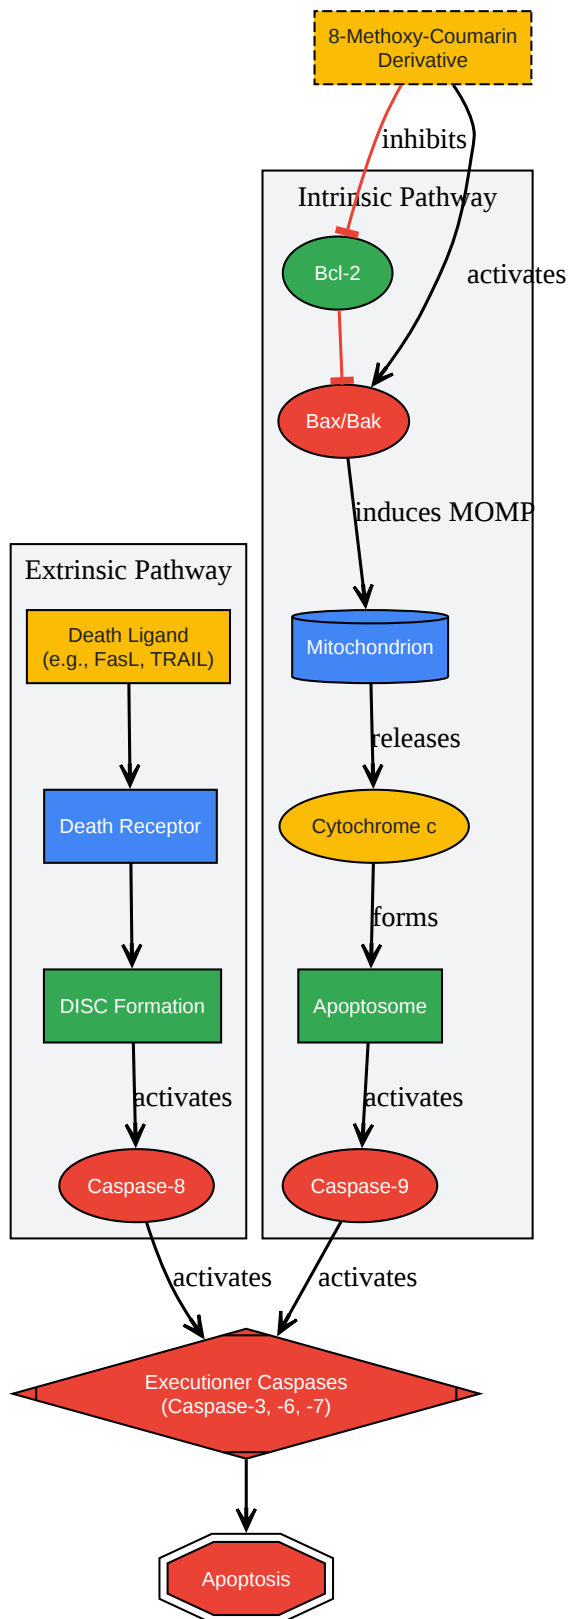 8-Methoxy-Coumarin
Derivative
inhibits
Intrinsic Pathway
Bcl-2
activates
Bax/Bak
induces MOMP
Extrinsic Pathway
Death Ligand
(e.g., FasL, TRAIL)
Mitochondrion
releases
Death Receptor
Cytochrome c
forms
DISC Formation
Apoptosome
activates
activates
Caspase-8
Caspase-9
activates
activates
Executioner Caspases
(Caspase-3, -6, -7)
Apoptosis